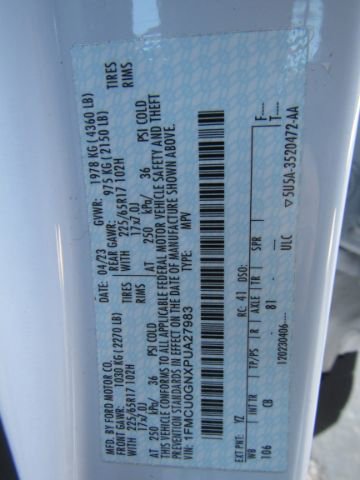 MFD. BY FORD MOTOR CO.
DATE: 04/23 GVWR: 1978 KG ( 4360 LB)
FRONT GAWR: 1030 KG (2270 LB) REAR GAWR: 975 KG ( 2150 LB)
WITH 225/65R17 102H TIRES WITH 225/65R17 102H TIRES
17x7.0J RIMS 17x7.0J RIMS
AT 250 kPa/ 36 PSI COLD AT 250 kPa/ 36 PSI COLD
THIS VEHICLE CONFORMS TO ALL APPLICABLE FEDERAL MOTOR VEHICLE SAFETY AND THEFT
PREVENTION STANDARDS IN EFFECT ON THE DATE OF MANUFACTURE SHOWN ABOVE.
VIN: 1FMCU0GNXPUA27983
TYPE: MPV
EXT PNT: YZ RC: 41 DSO: F----
WB INT TR TP/PS R AXLE TR SPR
106 CB 81 - F---
120230406---- ULC ▽5U5A-3520472-AA